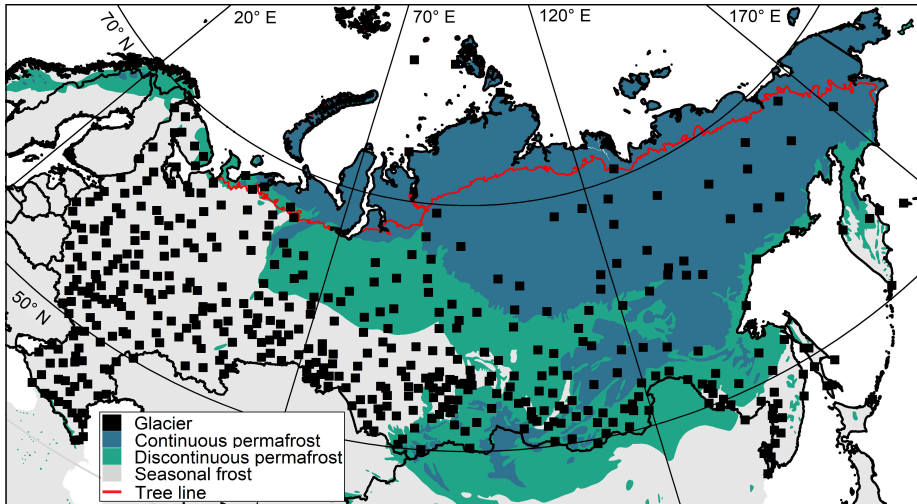 20° E
70° E
120° E
170° E
70° N
50° N
Glacier
Continuous permafrost
Discontinuous permafrost
Seasonal frost
Tree line